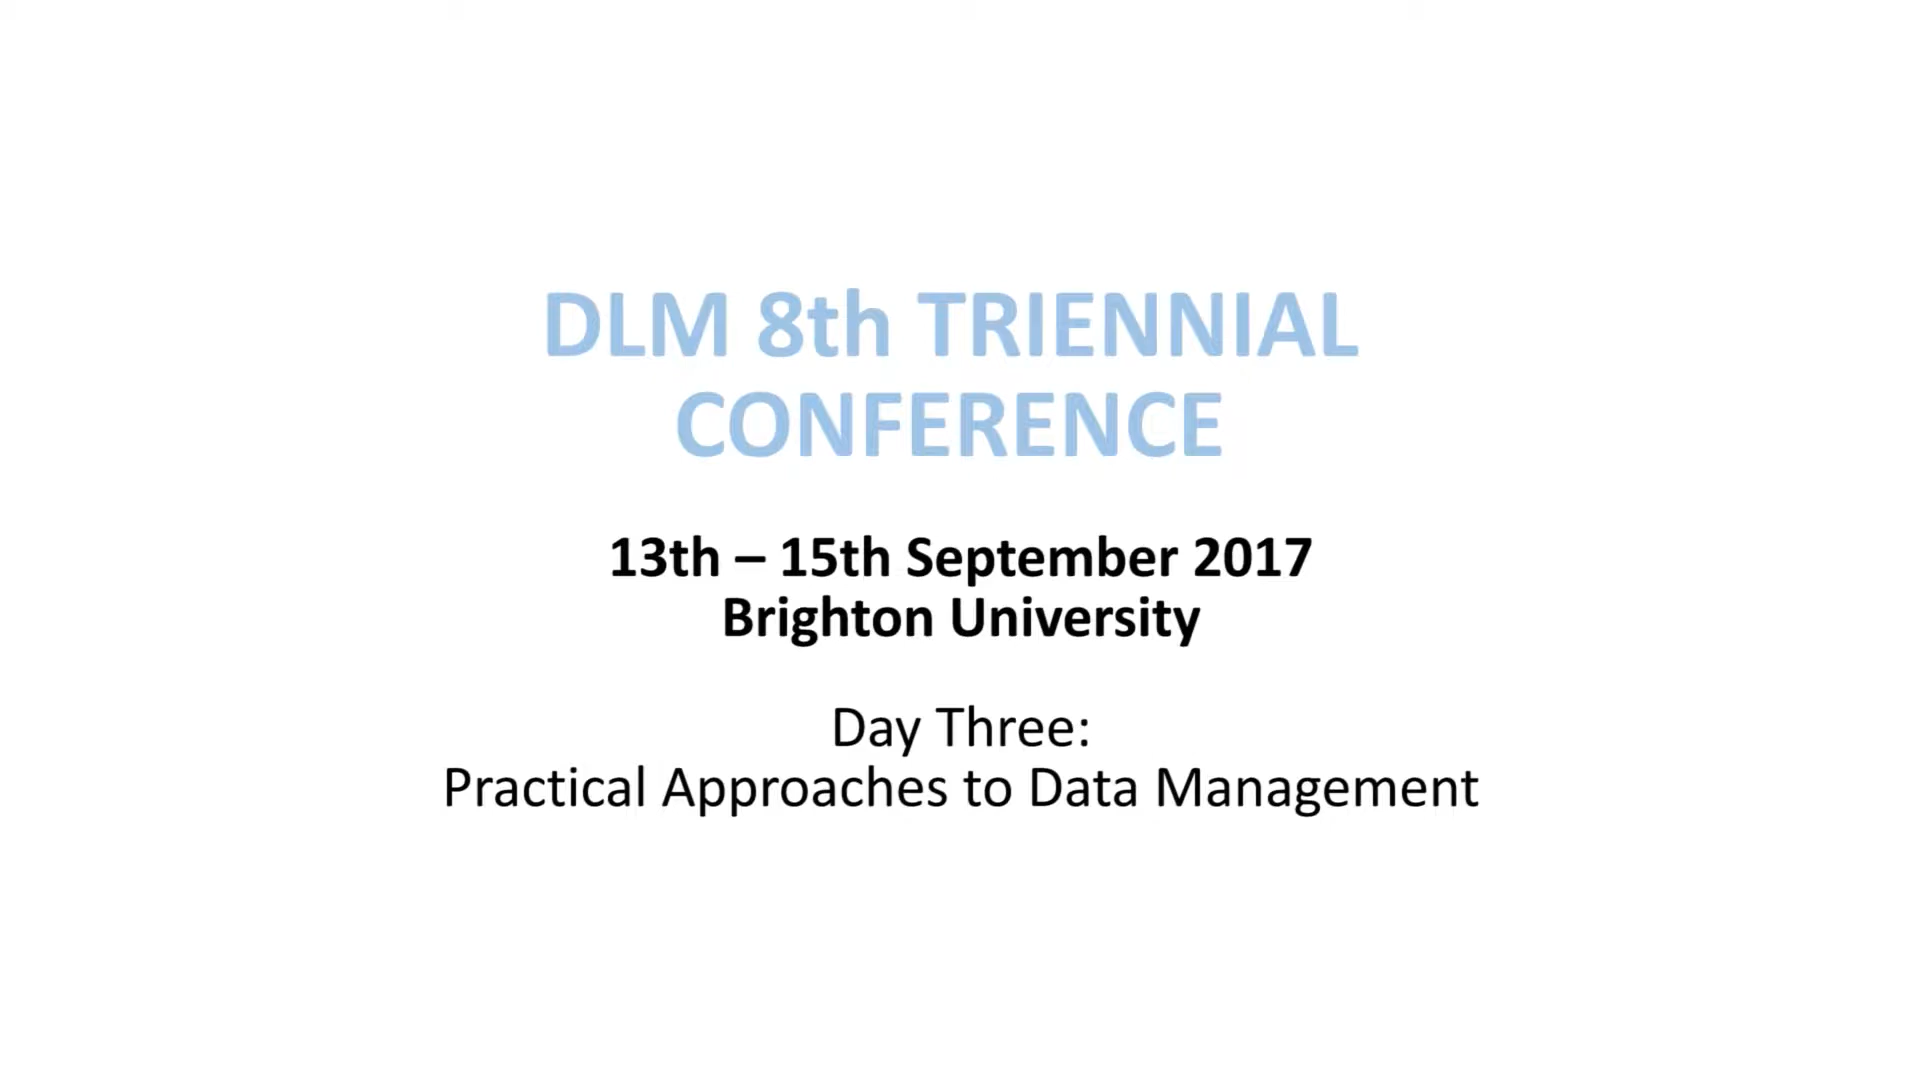 DLM 8th TRIENNIAL
CONFERENCE
13th – 15th September 2017
Brighton University
Day Three:
Practical Approaches to Data Management